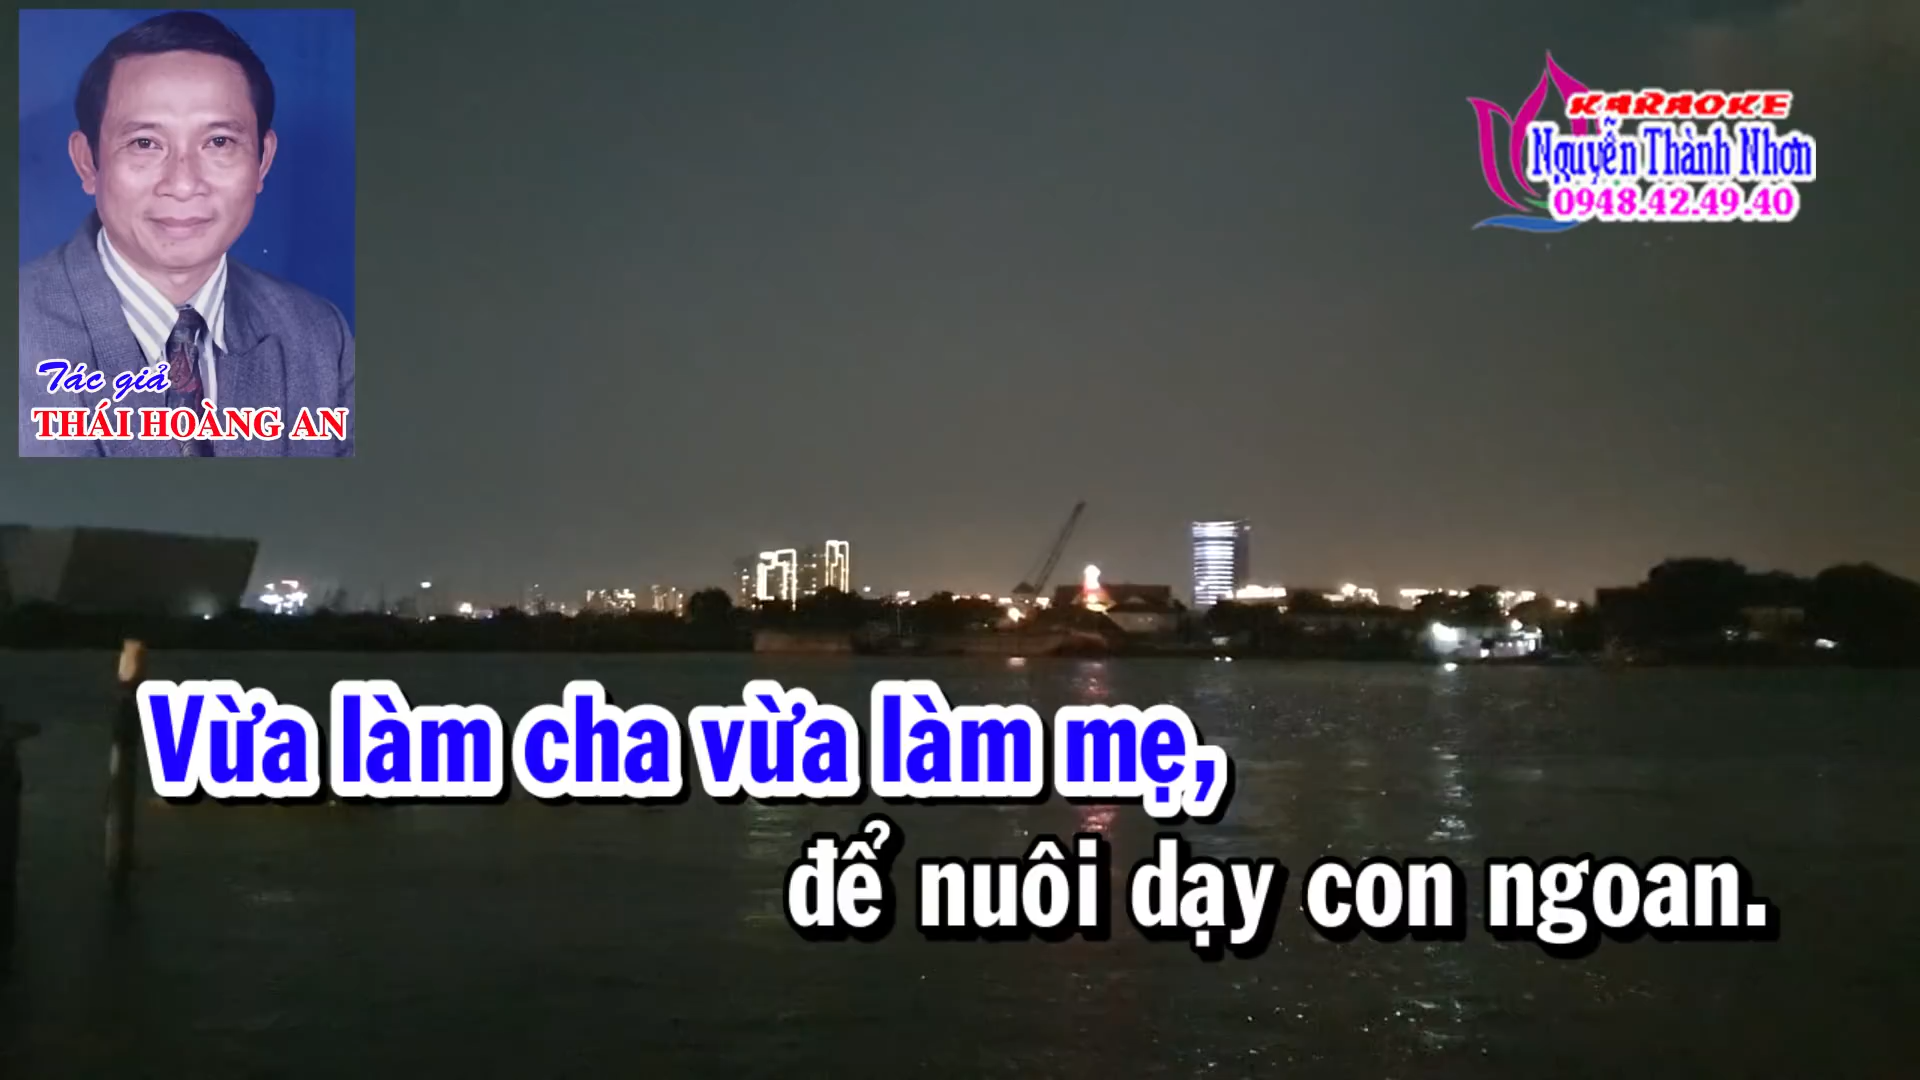 Tác giả
THÁI HOÀNG AN
KARAOKE
Nguyễn Thành Nhơn
0948.42.49.40
Vừa làm cha vừa làm mẹ,
để nuôi dạy con ngoan.